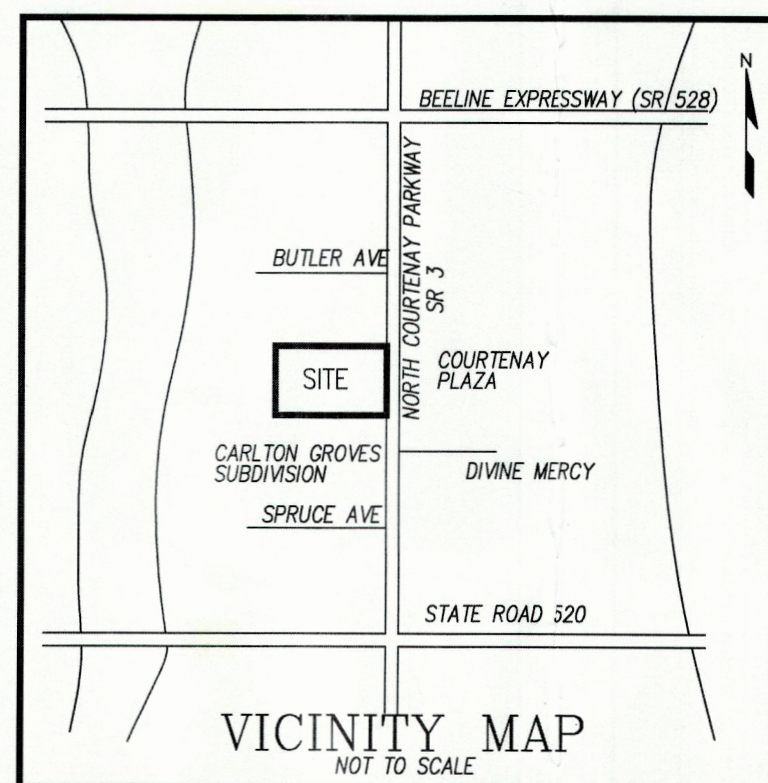 N
BEELINE EXPRESSWAY (SR 528)
NORTH COURTENAY PARKWAY
SR 3
BUTLER AVE
SITE
COURTENAY
PLAZA
CARLTON GROVES
SUBDIVISION
DIVINE MERCY
SPRUCE AVE
STATE ROAD 520
VICINITY MAP
NOT TO SCALE